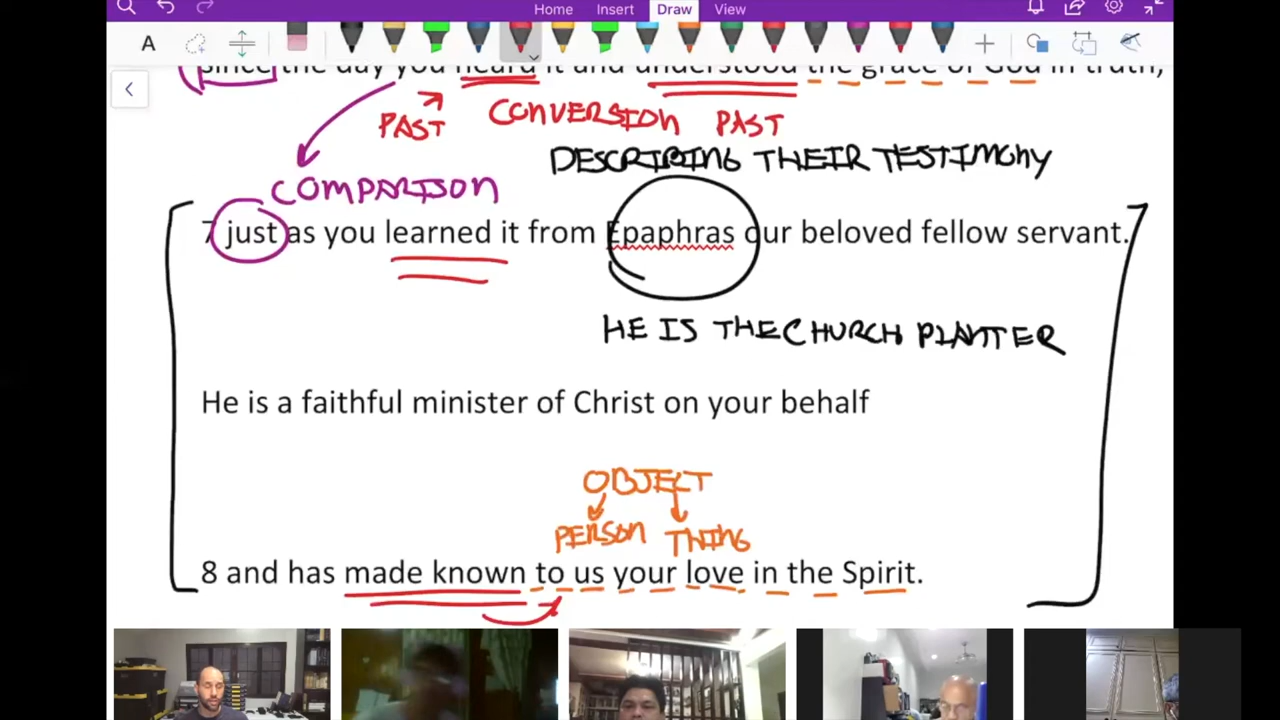 Home Insert Draw View
A
Since the day you heard it and understood the grace of God in truth,
PAST CONVERSION PAST
DESCRIBING THEIR TESTIMONY
COMPARISON
7 just as you learned it from Epaphras our beloved fellow servant.
HE IS THE CHURCH PLANTER
He is a faithful minister of Christ on your behalf
OBJECT
PERSON THING
8 and has made known to us your love in the Spirit.